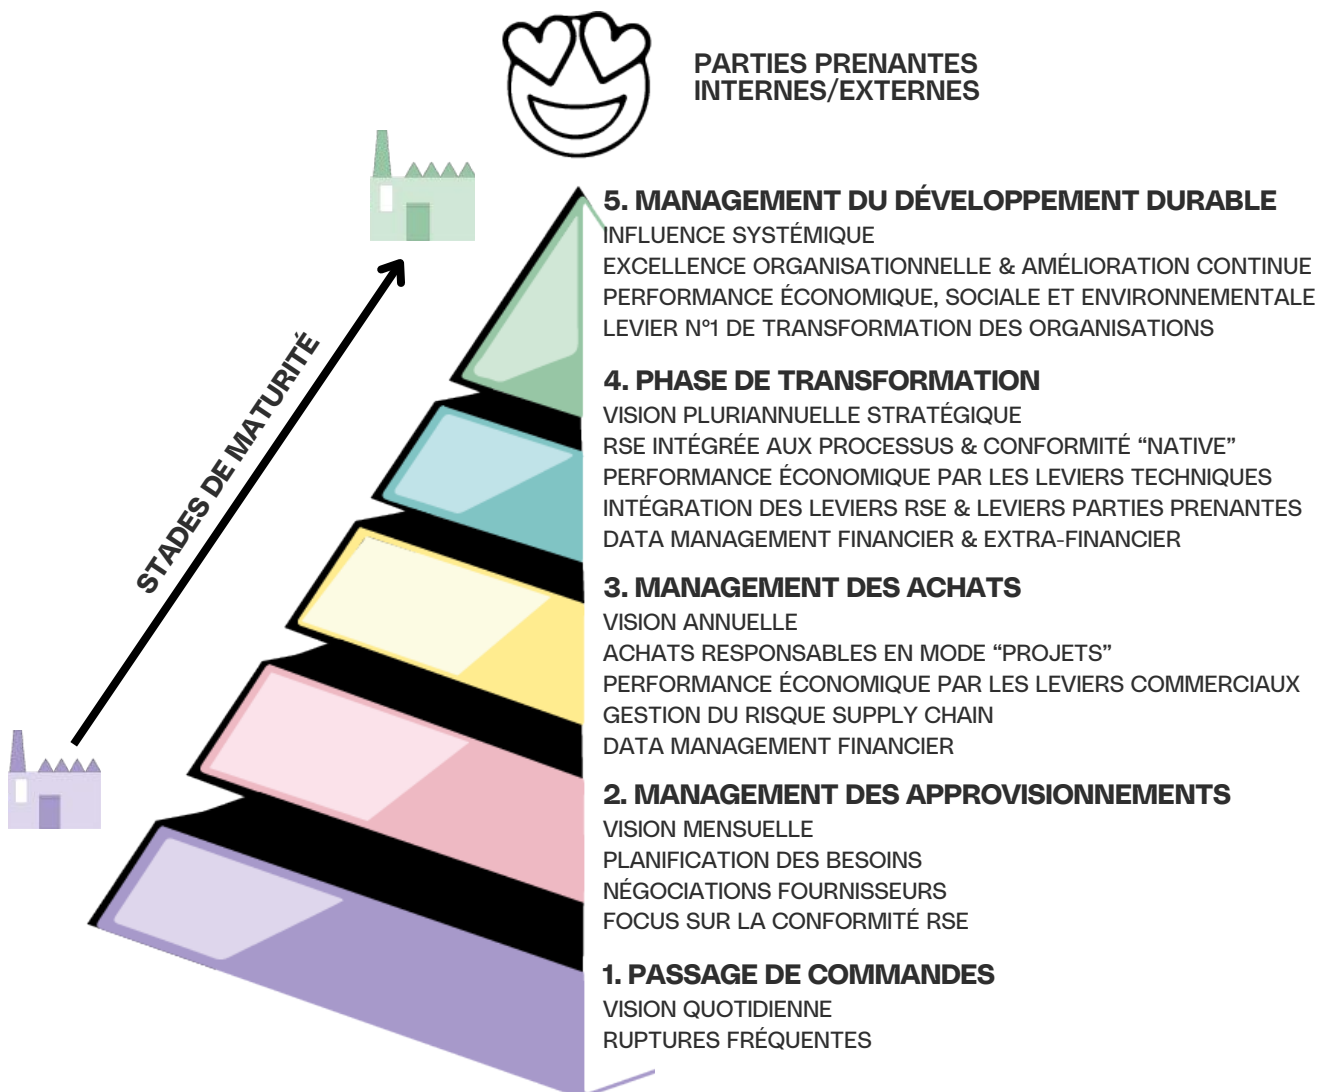 PARTIES PRENANTES
INTERNES/EXTERNES
5. MANAGEMENT DU DÉVELOPPEMENT DURABLE
INFLUENCE SYSTÉMIQUE
EXCELLENCE ORGANISATIONNELLE & AMÉLIORATION CONTINUE
PERFORMANCE ÉCONOMIQUE, SOCIALE ET ENVIRONNEMENTALE
LEVIER N°1 DE TRANSFORMATION DES ORGANISATIONS
STADES DE MATURITÉ
4. PHASE DE TRANSFORMATION
VISION PLURIANNUELLE STRATÉGIQUE
RSE INTÉGRÉE AUX PROCESSUS & CONFORMITÉ “NATIVE”
PERFORMANCE ÉCONOMIQUE PAR LES LEVIERS TECHNIQUES
INTÉGRATION DES LEVIERS RSE & LEVIERS PARTIES PRENANTES
DATA MANAGEMENT FINANCIER & EXTRA-FINANCIER
3. MANAGEMENT DES ACHATS
VISION ANNUELLE
ACHATS RESPONSABLES EN MODE “PROJETS”
PERFORMANCE ÉCONOMIQUE PAR LES LEVIERS COMMERCIAUX
GESTION DU RISQUE SUPPLY CHAIN
DATA MANAGEMENT FINANCIER
2. MANAGEMENT DES APPROVISIONNEMENTS
VISION MENSUELLE
PLANIFICATION DES BESOINS
NÉGOCIATIONS FOURNISSEURS
FOCUS SUR LA CONFORMITÉ RSE
1. PASSAGE DE COMMANDES
VISION QUOTIDIENNE
RUPTURES FRÉQUENTES